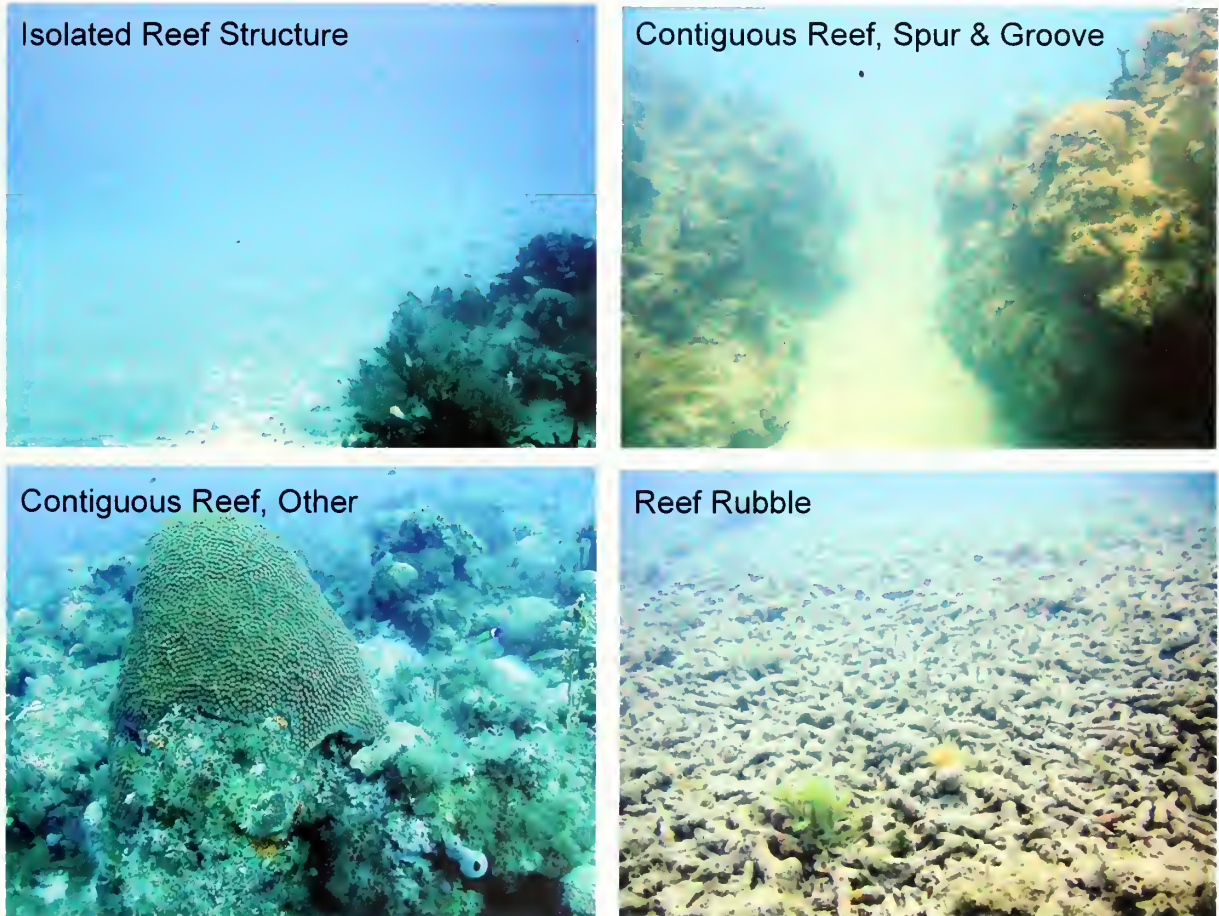 Isolated Reef Structure
Contiguous Reef, Spur & Groove
Contiguous Reef, Other
Reef Rubble